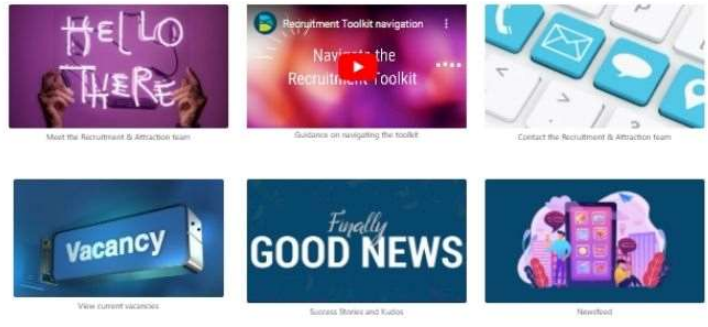 HELLO
THERE
Meet the Recruitment & Attraction team
Recruitment Toolkit navigation
Navigate the
Recruitment Toolkit
Guidance on navigating the toolkit
Contact the Recruitment & Attraction team
Vacancy
View current vacancies
Finally
GOOD NEWS
Success Stories and Kudos
Newsfeed